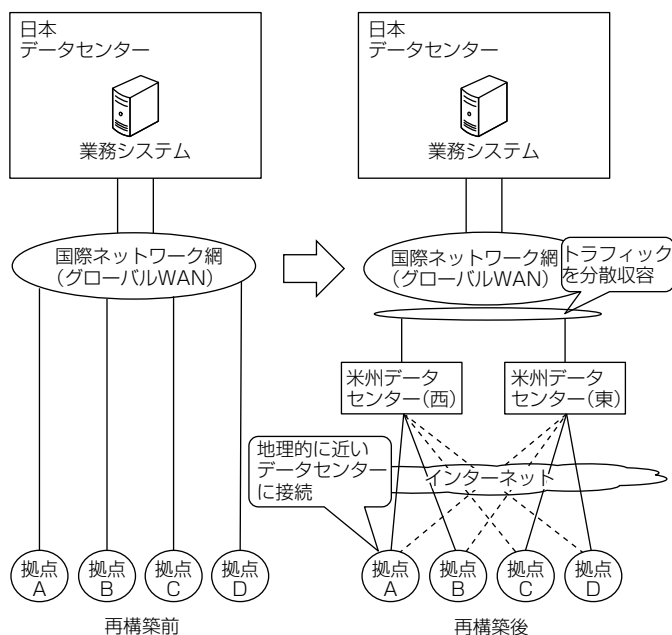 日本
データセンター
業務システム
国際ネットワーク網
(グローバルWAN)
拠点
A
拠点
B
拠点
C
拠点
D
再構築前
日本
データセンター
業務システム
国際ネットワーク網
(グローバルWAN)
トラフィック
を分散収容
米州データ
センター(西)
米州データ
センター(東)
地理的に近い
データセンター
に接続
インターネット
拠点
A
拠点
B
拠点
C
拠点
D
再構築後